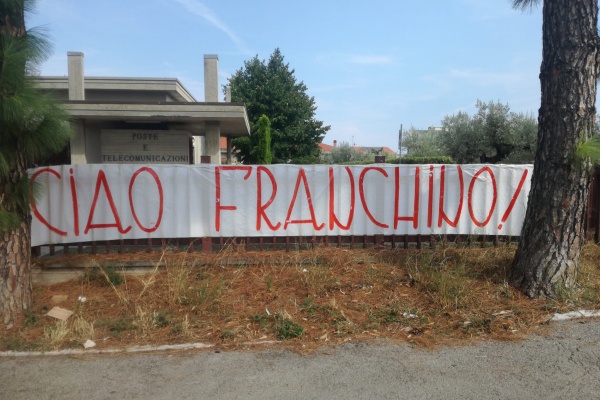 POSTE
E
TELECOMUNICAZIONI
CIAO FRANCHINO!